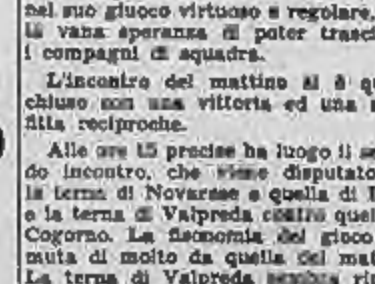 nel suo giuoco virtuoso e regolare,
la vana speranza di poter trasci
i compagni di squadra.
L'incontro del mattino si è
chiuso con una vittoria ed una
fitta reciproche.
Alle ore 15 precise ha luogo il
do incontro, che viene disputato
la terna di Novarese e quella di
e la terna di Valpreda contro quel
Cogorno. La fisonomia del gioco
muta di molto da quella del mat
La terna di Valpreda sembra